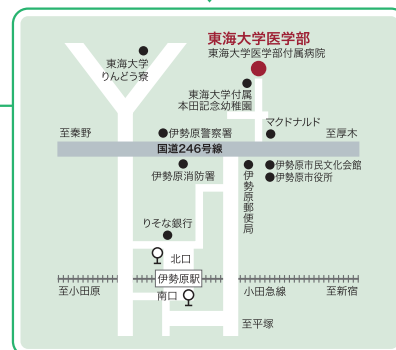 東海大学医学部
東海大学医学部付属病院
東海大学
りんどう寮
東海大学付属
本田記念幼稚園
マクドナルド
至秦野
伊勢原警察署
至厚木
国道246号線
伊勢原消防署
伊勢原郵便局
伊勢原市民文化会館
伊勢原市役所
りそな銀行
北口
伊勢原駅
至小田原
南口
小田急線
至新宿
至平塚